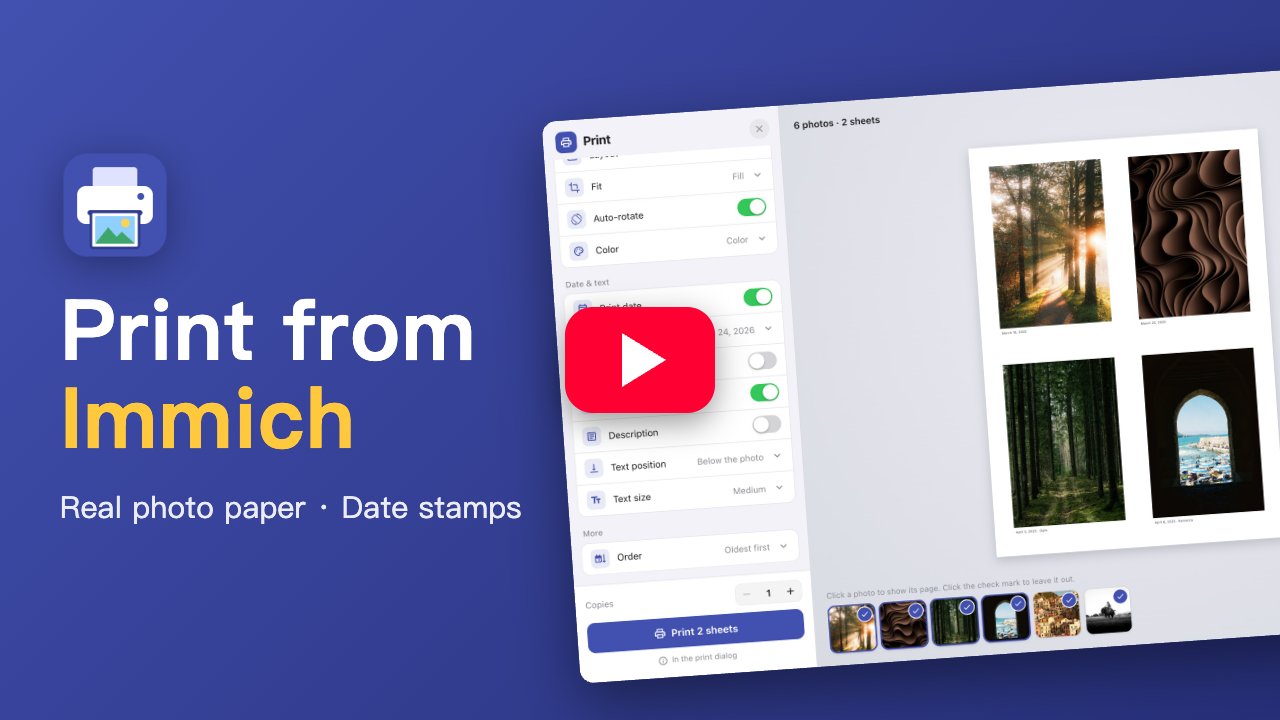 Print from
Immich
Real photo paper · Date stamps
Print
Fit
Fill
Auto-rotate
Color
Color
Date & text
Print date
24, 2026
Description
Text position
Below the photo
Text size
Medium
More
Order
Oldest first
Copies
1
Print 2 sheets
In the print dialog
6 photos · 2 sheets
Click a photo to show its page. Click the check mark to leave it out.